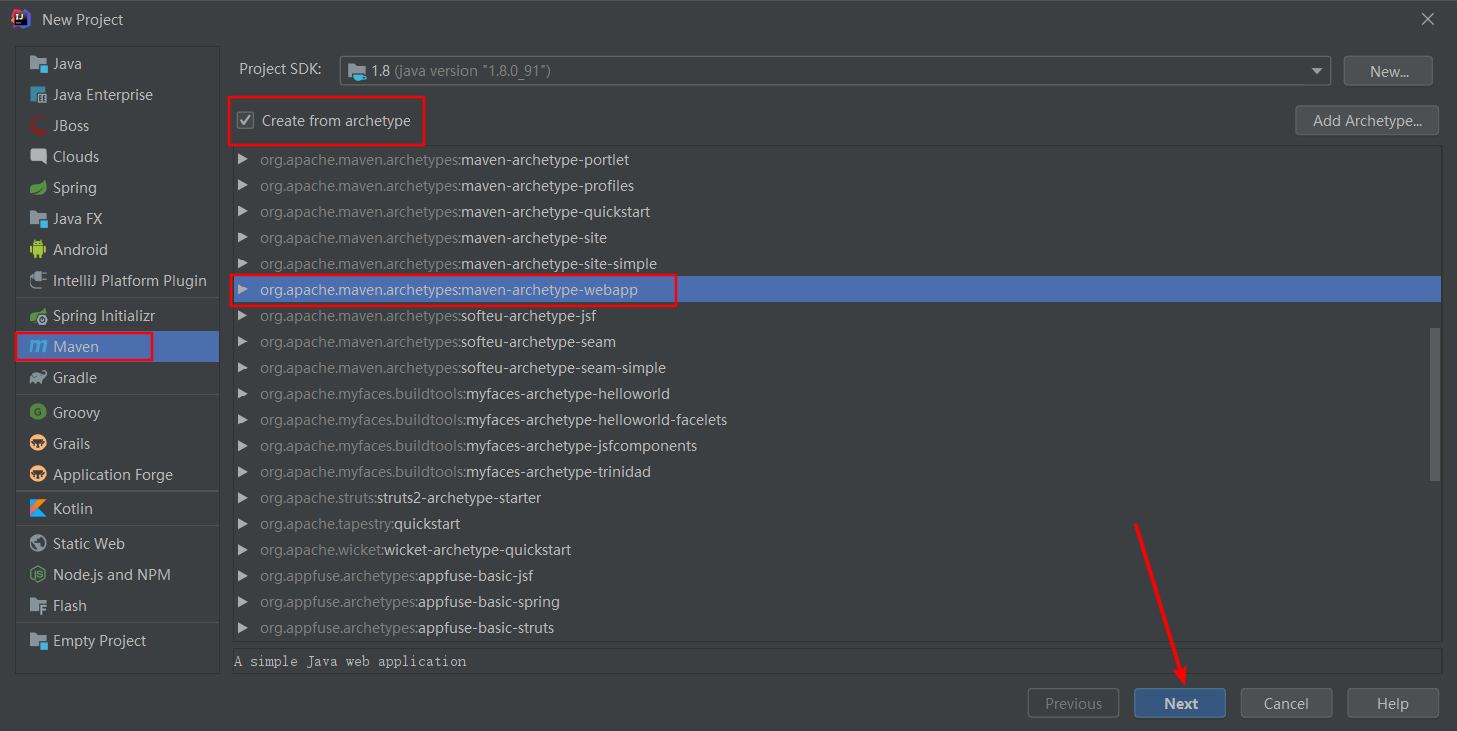 New Project
Java
Java Enterprise
JBoss
Clouds
Spring
Java FX
Android
IntelliJ Platform Plugin
Spring Initializr
Maven
Gradle
Groovy
Grails
Application Forge
Kotlin
Static Web
Node.js and NPM
Flash
Empty Project
Project SDK: 1.8 (java version "1.8.0_91") New...
Create from archetype Add Archetype...
org.apache.maven.archetypes:maven-archetype-portlet
org.apache.maven.archetypes:maven-archetype-profiles
org.apache.maven.archetypes:maven-archetype-quickstart
org.apache.maven.archetypes:maven-archetype-site
org.apache.maven.archetypes:maven-archetype-site-simple
org.apache.maven.archetypes:maven-archetype-webapp
org.apache.maven.archetypes:softeu-archetype-jsf
org.apache.maven.archetypes:softeu-archetype-seam
org.apache.maven.archetypes:softeu-archetype-seam-simple
org.apache.myfaces.buildtools:myfaces-archetype-helloworld
org.apache.myfaces.buildtools:myfaces-archetype-helloworld-facelets
org.apache.myfaces.buildtools:myfaces-archetype-jsfcomponents
org.apache.myfaces.buildtools:myfaces-archetype-trinidad
org.apache.struts:struts2-archetype-starter
org.apache.tapestry:quickstart
org.apache.wicket:wicket-archetype-quickstart
org.appfuse.archetypes:appfuse-basic-jsf
org.appfuse.archetypes:appfuse-basic-spring
org.appfuse.archetypes:appfuse-basic-struts
A simple Java web application
Previous Next Cancel Help